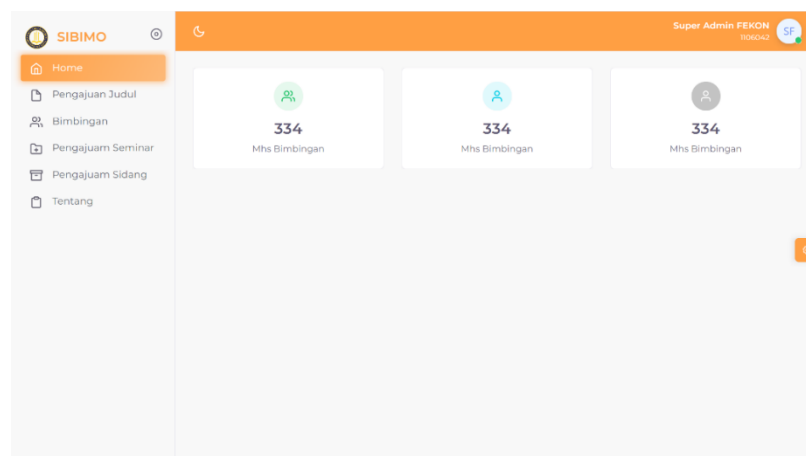 SIBIMO
Super Admin FEKON
1106042
SF
Home
Pengajuan Judul
Bimbingan
Pengajuam Seminar
Pengajuam Sidang
Tentang
334
Mhs Bimbingan
334
Mhs Bimbingan
334
Mhs Bimbingan